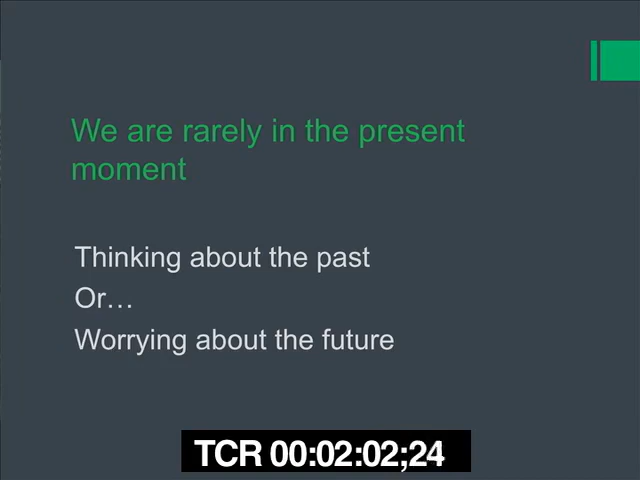 We are rarely in the present
moment
Thinking about the past
Or…
Worrying about the future
TCR 00:02:02;24